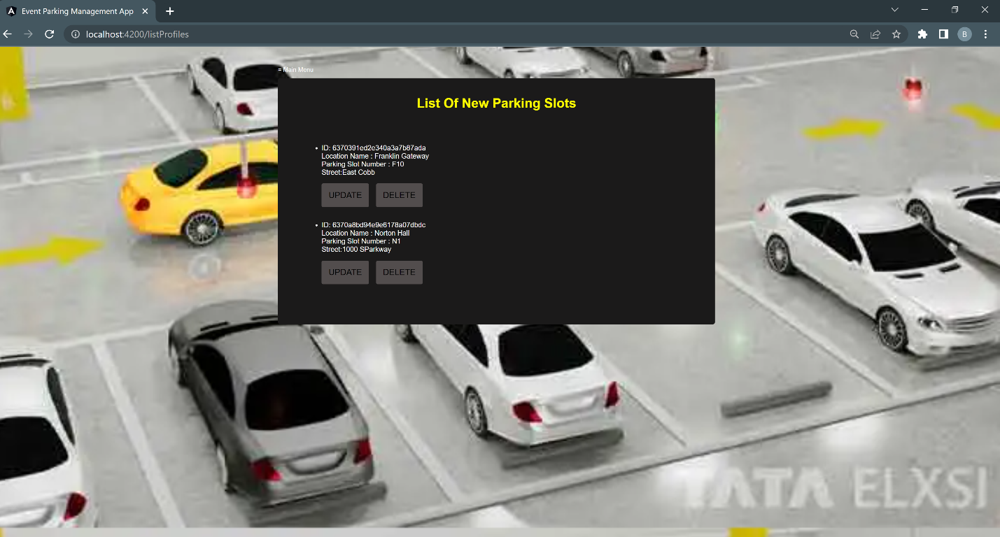 Event Parking Management App
localhost:4200/listProfiles
B
= Main Menu
List Of New Parking Slots
ID: 6370391ed2e340a3a7b87ada
Location Name : Franklin Gateway
Parking Slot Number : F10
Street:East Cobb
UPDATE DELETE
ID: 6370a8bd94e9e6178a07dbdc
Location Name : Norton Hall
Parking Slot Number : N1
Street:1000 SParkway
UPDATE DELETE
TATA ELXSI